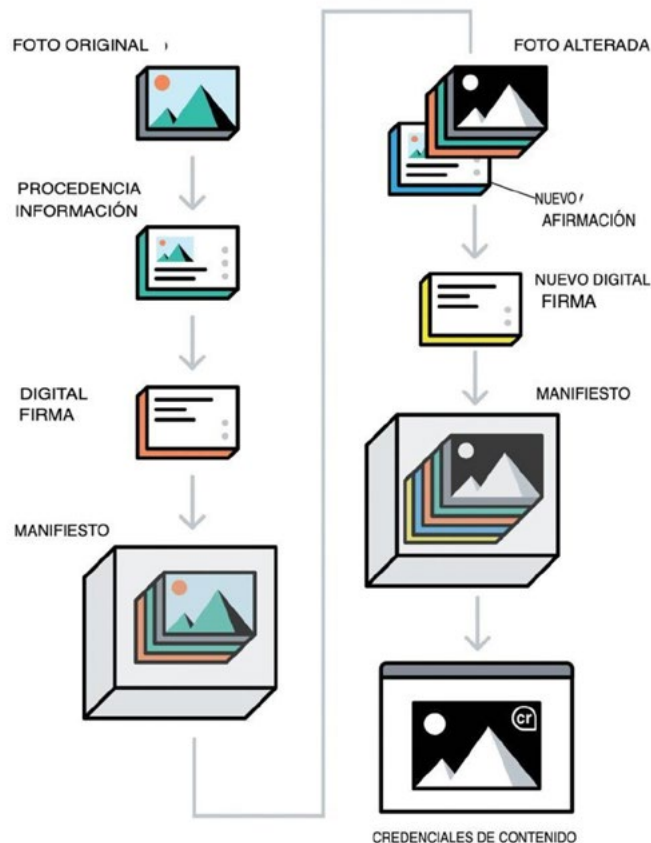 FOTO ORIGINAL
PROCEDENCIA
INFORMACIÓN
DIGITAL
FIRMA
MANIFIESTO
FOTO ALTERADA
NUEVO/
AFIRMACIÓN
NUEVO DIGITAL
FIRMA
MANIFIESTO
cr
CREDENCIALES DE CONTENIDO